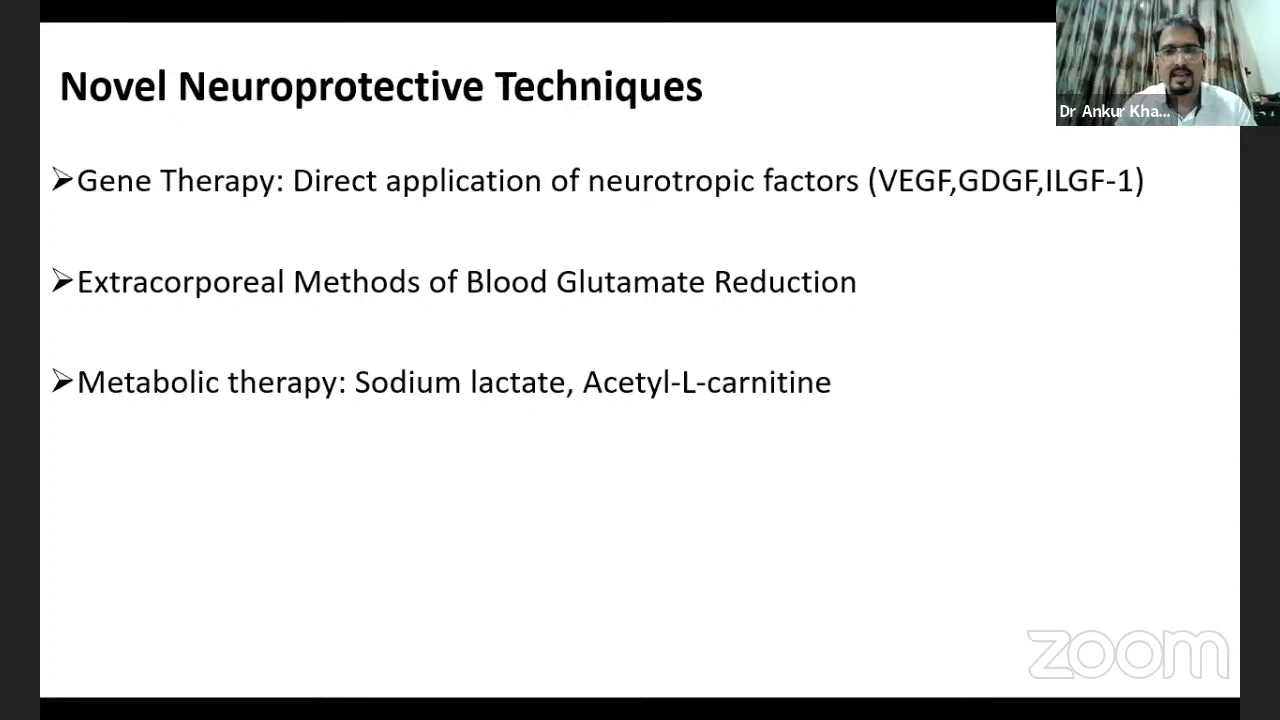 Novel Neuroprotective Techniques
Dr Ankur Kha...
➢Gene Therapy: Direct application of neurotropic factors (VEGF,GDGF,ILGF-1)
➢Extracorporeal Methods of Blood Glutamate Reduction
➢Metabolic therapy: Sodium lactate, Acetyl-L-carnitine
zoom